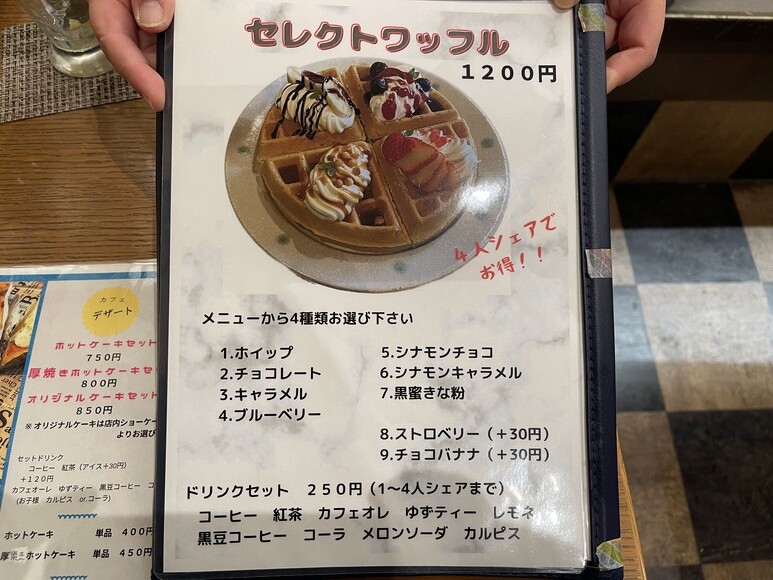 セレクトワッフル
1200円
4人シェアで
お得!!
メニューから4種類お選び下さい
1.ホイップ
2.チョコレート
3.キャラメル
4.ブルーベリー
5.シナモンチョコ
6.シナモンキャラメル
7.黒蜜きな粉
8.ストロベリー（＋30円）
9.チョコバナナ（＋30円）
ドリンクセット　２５０円（1〜4人シェアまで）
コーヒー　紅茶　カフェオレ　ゆずティー　レモネ
黒豆コーヒー　コーラ　メロンソーダ　カルピス
カフェ
デザート
ホットケーキセット
750円
厚焼きホットケーキセ
800円
オリジナルケーキセット
850円
※オリジナルケーキは店内ショーケー
よりお選び
セットドリンク
コーヒー　紅茶（アイス＋30円）
＋１２０円
カフェオーレ　ゆずティー　黒豆コーヒー　コ
（お子様　カルピス　or.コーラ）
ホットケーキ　単品　400円
厚焼きホットケーキ　単品　450円